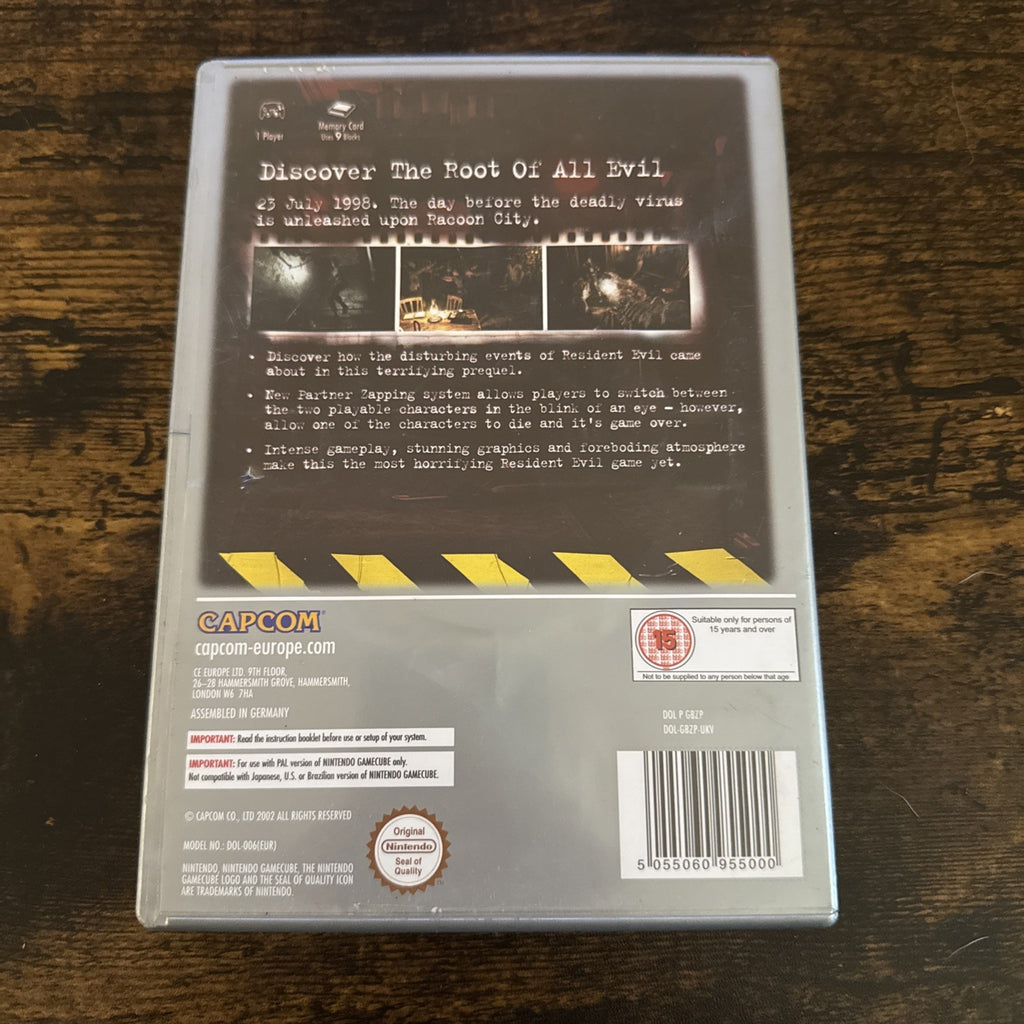 1 Player
Memory Card
Uses 9 Blocks
Discover The Root Of All Evil
23 July 1998. The day before the deadly virus
is unleashed upon Racoon City.
• Discover how the disturbing events of Resident Evil came
about in this terrifying prequel.
• New Partner Zapping system allows players to switch between
the two playable characters in the blink of an eye – however,
allow one of the characters to die and it's game over.
• Intense gameplay, stunning graphics and foreboding atmosphere
make this the most horrifying Resident Evil game yet.
CAPCOM®
capcom-europe.com
CE EUROPE LTD. 9TH FLOOR,
26–28 HAMMERSMITH GROVE, HAMMERSMITH,
LONDON W6 7HA
ASSEMBLED IN GERMANY
IMPORTANT: Read the instruction booklet before use or setup of your system.
IMPORTANT: For use with PAL version of NINTENDO GAMECUBE only.
Not compatible with Japanese, U.S. or Brazilian version of NINTENDO GAMECUBE.
© CAPCOM CO., LTD 2002 ALL RIGHTS RESERVED
MODEL NO.: DOL-006(EUR)
NINTENDO, NINTENDO GAMECUBE, THE NINTENDO
GAMECUBE LOGO AND THE SEAL OF QUALITY ICON
ARE TRADEMARKS OF NINTENDO.
Original
Nintendo
Seal of
Quality
15
Suitable only for persons of
15 years and over
Not to be supplied to any person below that age
DOL P GBZP
DOL-GBZP-UKV
5 055060 955000